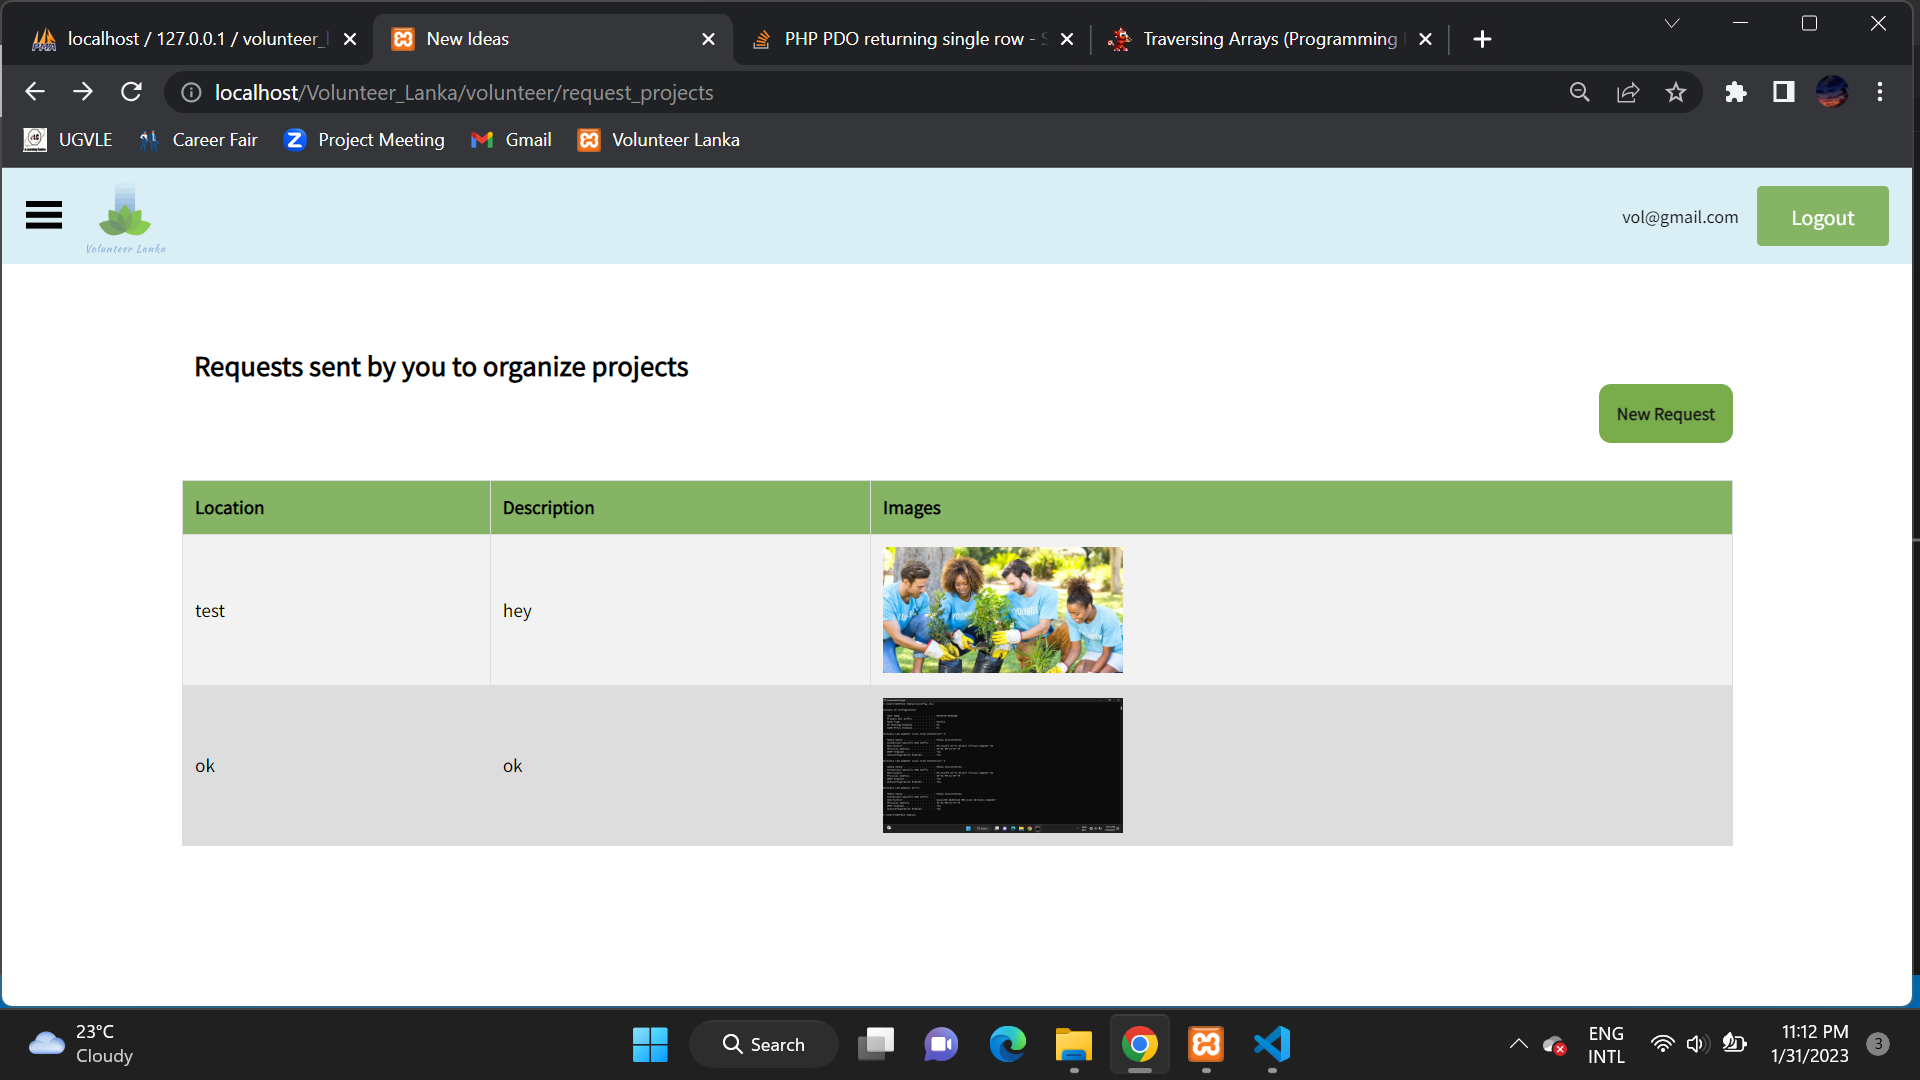 localhost / 127.0.0.1 / volunteer_l
New Ideas
PHP PDO returning single row - S
Traversing Arrays (Programming
localhost/Volunteer_Lanka/volunteer/request_projects
UGVLE
Career Fair
Project Meeting
Gmail
Volunteer Lanka
Volunteer Lanka
vol@gmail.com
Logout
Requests sent by you to organize projects
New Request
Location Description Images
test hey
ok ok
23°C
Cloudy
Search
ENG
INTL
11:12 PM
1/31/2023
3